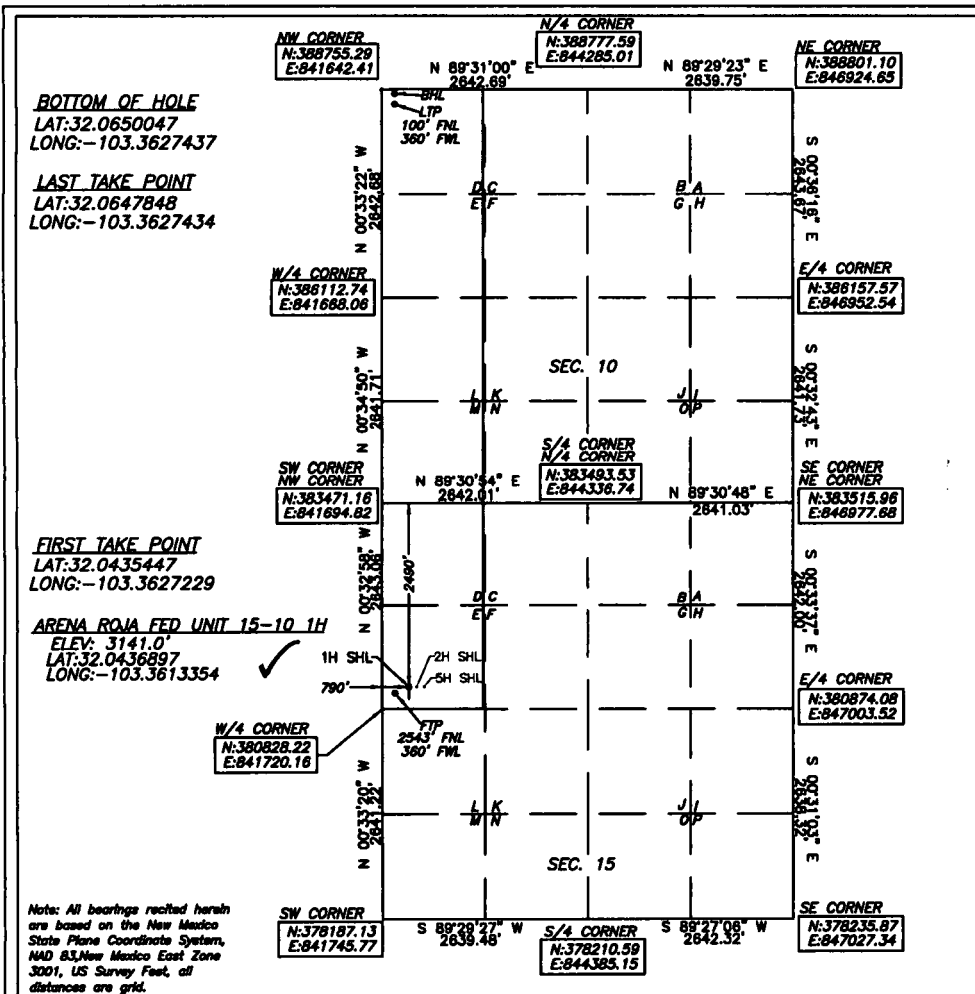 NW CORNER
N:388755.29
E:841642.41
N/4 CORNER
N:388777.59
E:844285.01
NE CORNER
N:388801.10
E:846924.65
N 89°31'00" E
2642.69'
N 89°29'23" E
2639.75'
BOTTOM OF HOLE
LAT:32.0650047
LONG:-103.3627437
LAST TAKE POINT
LAT:32.0647848
LONG:-103.3627434
BHL
LTP
100' FNL
360' FWL
N 00°33'22" W
2642.68'
S 00°36'16" E
2643.67'
D C
E F
B A
G H
W/4 CORNER
N:386112.74
E:841668.06
E/4 CORNER
N:386157.57
E:846952.54
SEC. 10
N 00°34'50" W
2641.71'
S 00°32'43" E
2641.73'
L K
M N
J I
O P
SW CORNER
NW CORNER
N:383471.16
E:841694.82
N 89°30'54" E
2642.01'
S/4 CORNER
N/4 CORNER
N:383493.53
E:844336.74
N 89°30'48" E
2641.03'
SE CORNER
NE CORNER
N:383515.96
E:846977.68
FIRST TAKE POINT
LAT:32.0435447
LONG:-103.3627229
ARENA ROJA FED UNIT 15-10 1H
ELEV: 3141.0'
LAT:32.0436897
LONG:-103.3613354
N 00°32'58" W
2643.06'
2490'
D C
E F
B A
G H
S 00°33'37" E
2642.00'
1H SHL
2H SHL
5H SHL
790'
FTP
2543' FNL
360' FWL
W/4 CORNER
N:380828.22
E:841720.16
E/4 CORNER
N:380874.08
E:847003.52
N 00°33'20" W
2641.22'
S 00°31'03" E
L K
M N
J I
O P
SEC. 15
Note: All bearings recited herein
are based on the New Mexico
State Plane Coordinate System,
NAD 83,New Mexico East Zone
3001, US Survey Feet, all
distances are grid.
SW CORNER
N:378187.13
E:841745.77
S 89°29'27" W
2639.48'
S/4 CORNER
N:378210.59
E:844385.15
S 89°27'06" W
2642.32'
SE CORNER
N:378235.87
E:847027.34